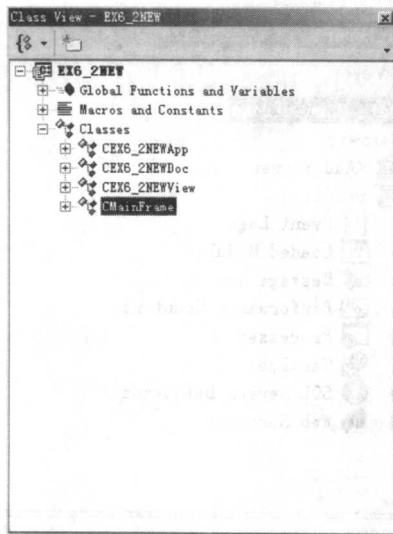 Class View - EX6_2NEW
EX6_2NEW
Global Functions and Variables
Macros and Constants
Classes
CEX6_2NEWApp
CEX6_2NEWDoc
CEX6_2NEWView
CMainFrame